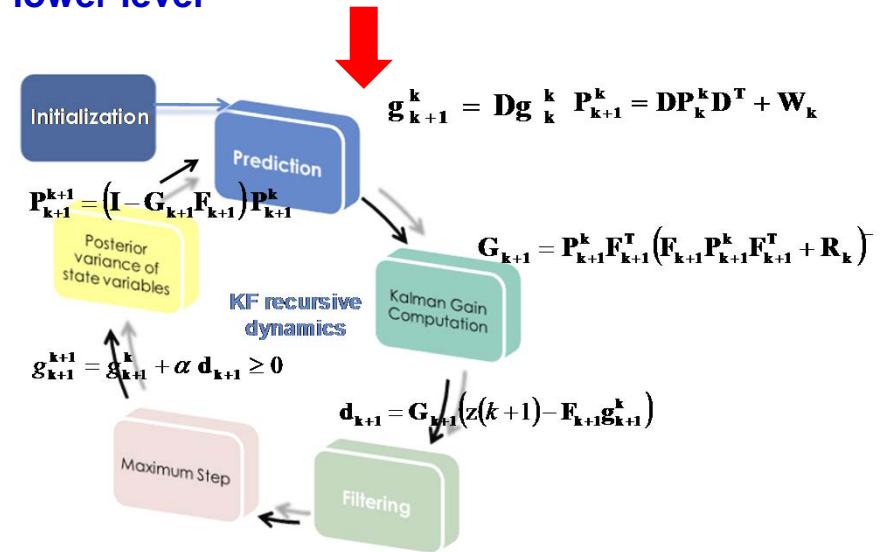 lower level
Initialization
g^k_{k+1} = Dg^k_k P^k_{k+1} = DP^k_k D^T + W_k
Prediction
P^{k+1}_{k+1} = (I − G_{k+1}F_{k+1})P^k_{k+1}
Posterior
variance of
state variables
G_{k+1} = P^k_{k+1}F^T_{k+1}(F_{k+1}P^k_{k+1}F^T_{k+1} + R_k)^−
KF recursive
dynamics
Kalman Gain
Computation
g^{k+1}_{k+1} = g^k_{k+1} + α d_{k+1} ≥ 0
d_{k+1} = G_{k+1}(z(k+1) − F_{k+1}g^k_{k+1})
Maximum Step
Filtering